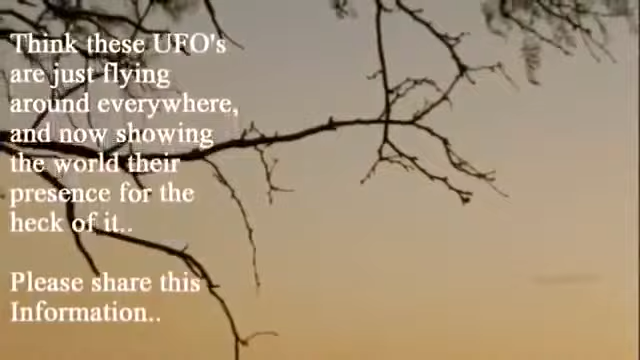 Think these UFO's
are just flying
around everywhere,
and now showing
the world their
presence for the
heck of it..
Please share this
Information..